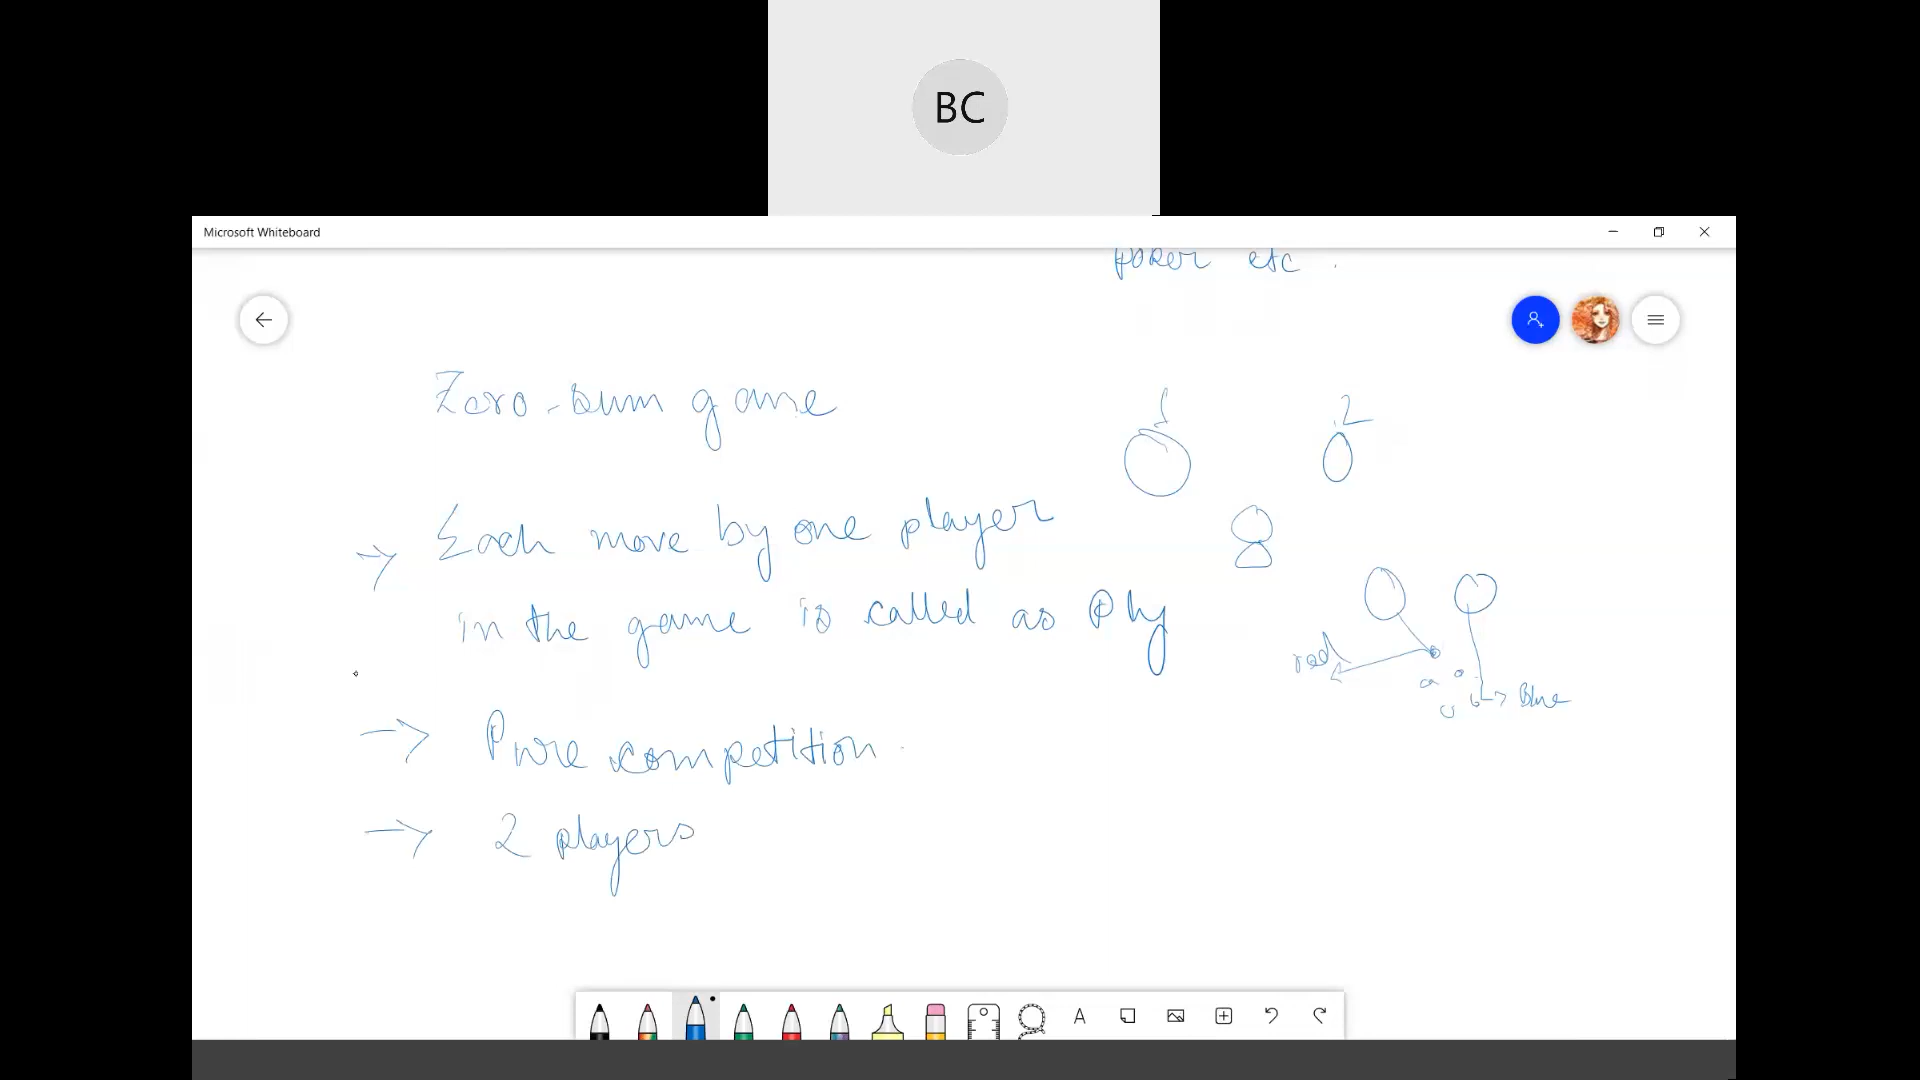 BC
Microsoft Whiteboard
poker etc.
Zero-sum game
1 2
→ Each move by one player
in the game is called as Ply
red
Blue
→ Pure competition.
→ 2 players
A